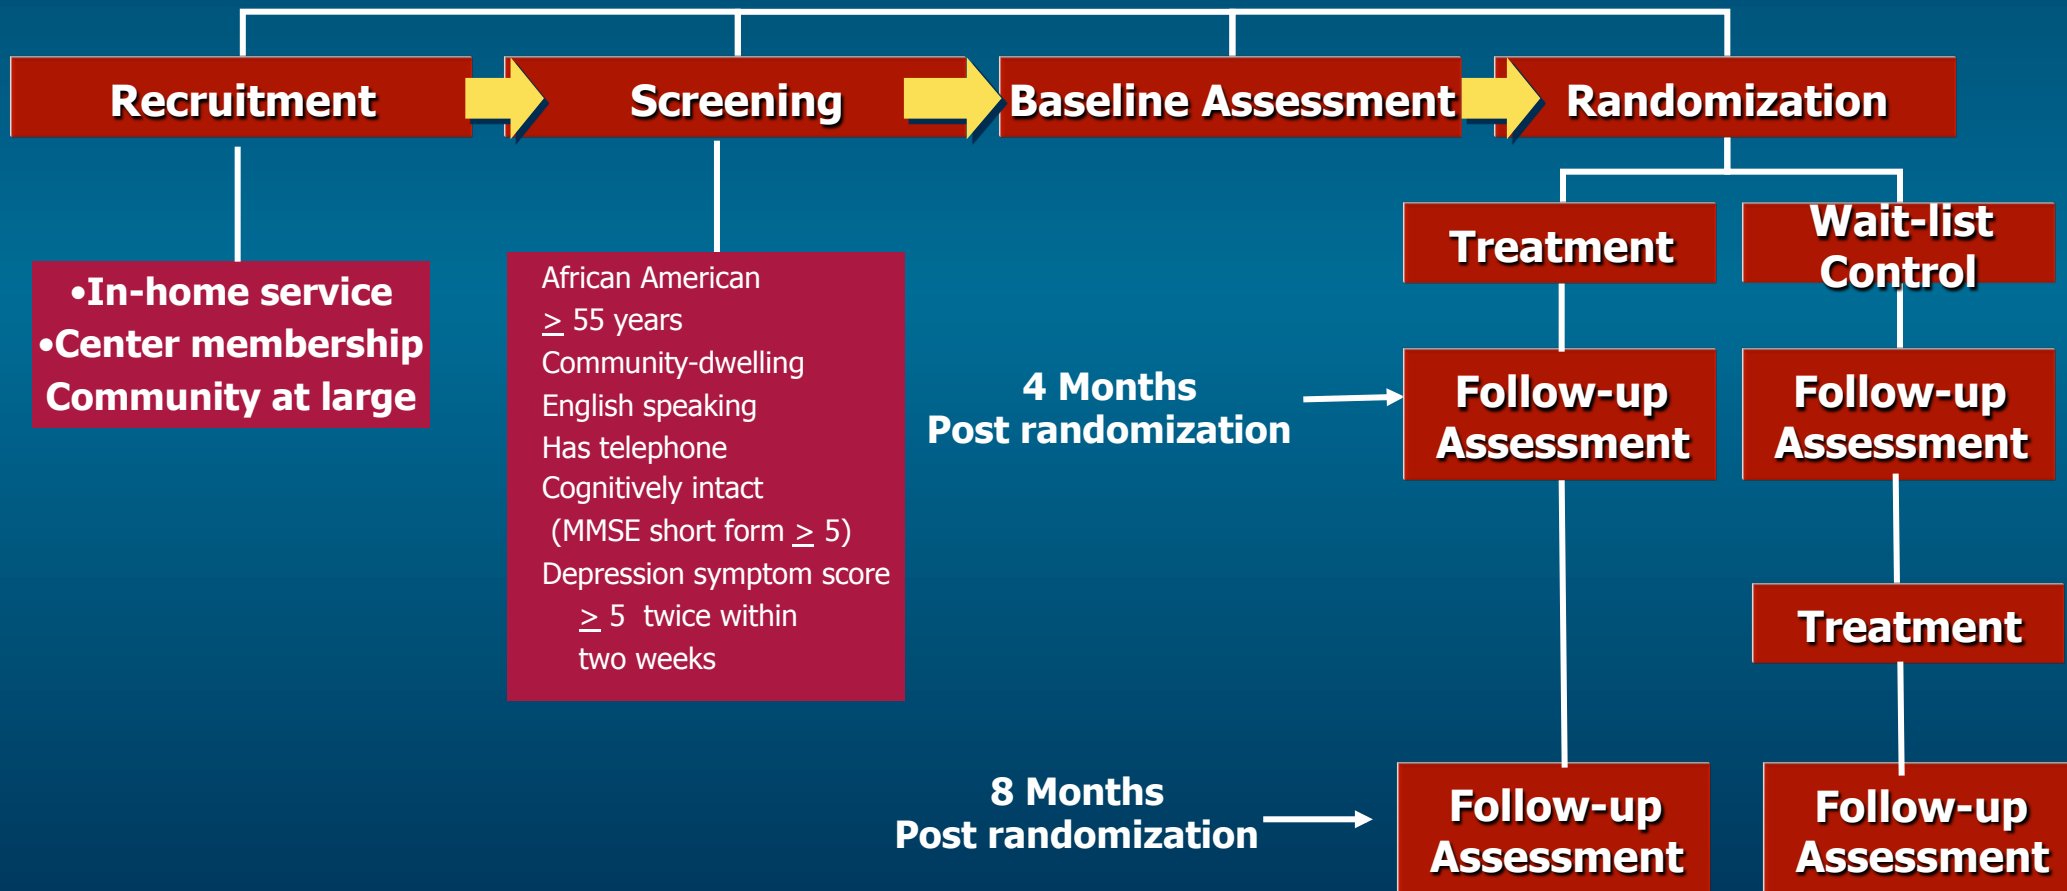 Recruitment
Screening
Baseline Assessment
Randomization
•In-home service
•Center membership
Community at large
African American
≥ 55 years
Community-dwelling
English speaking
Has telephone
Cognitively intact
(MMSE short form ≥ 5)
Depression symptom score
≥ 5 twice within
two weeks
Treatment
Wait-list
Control
4 Months
Post randomization
Follow-up
Assessment
Follow-up
Assessment
Treatment
8 Months
Post randomization
Follow-up
Assessment
Follow-up
Assessment